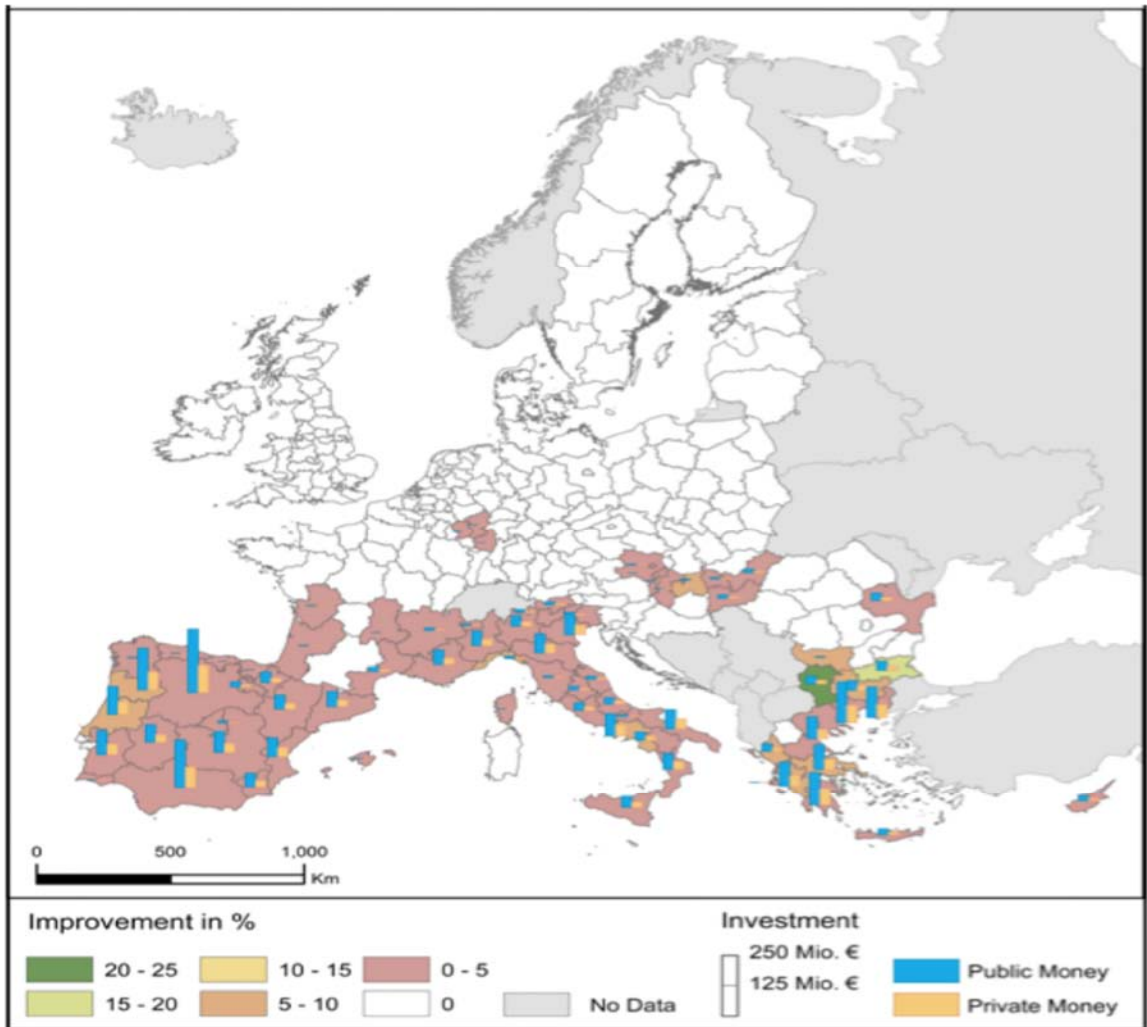 0 500 1,000
Km
Improvement in %
20 - 25 10 - 15 0 - 5
15 - 20 5 - 10 0 No Data
Investment
250 Mio. €
125 Mio. €
Public Money
Private Money